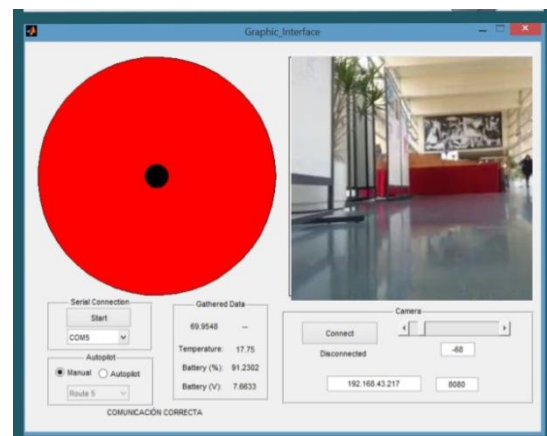 Graphic_Interface
Serial Connection
Start
COM5
Autopilot
Manual Autopilot
Route 5
COMUNICACIÓN CORRECTA
Gathered Data
69.9548 --
Temperature: 17.75
Battery (%): 91.2302
Battery (V): 7.6633
Camera
Connect
Disconnected
-68
192.168.43.217 8080